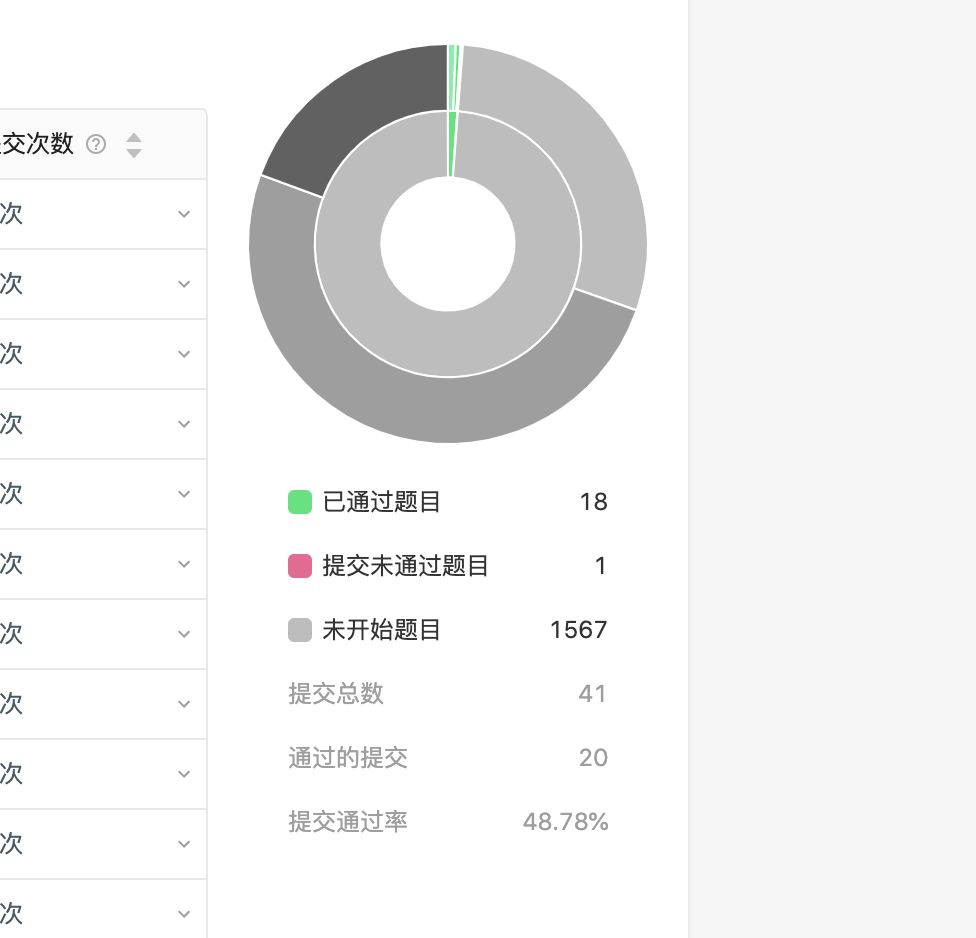 交次数
次
次
次
次
次
次
次
次
次
次
次
已通过题目 18
提交未通过题目 1
未开始题目 1567
提交总数 41
通过的提交 20
提交通过率 48.78%